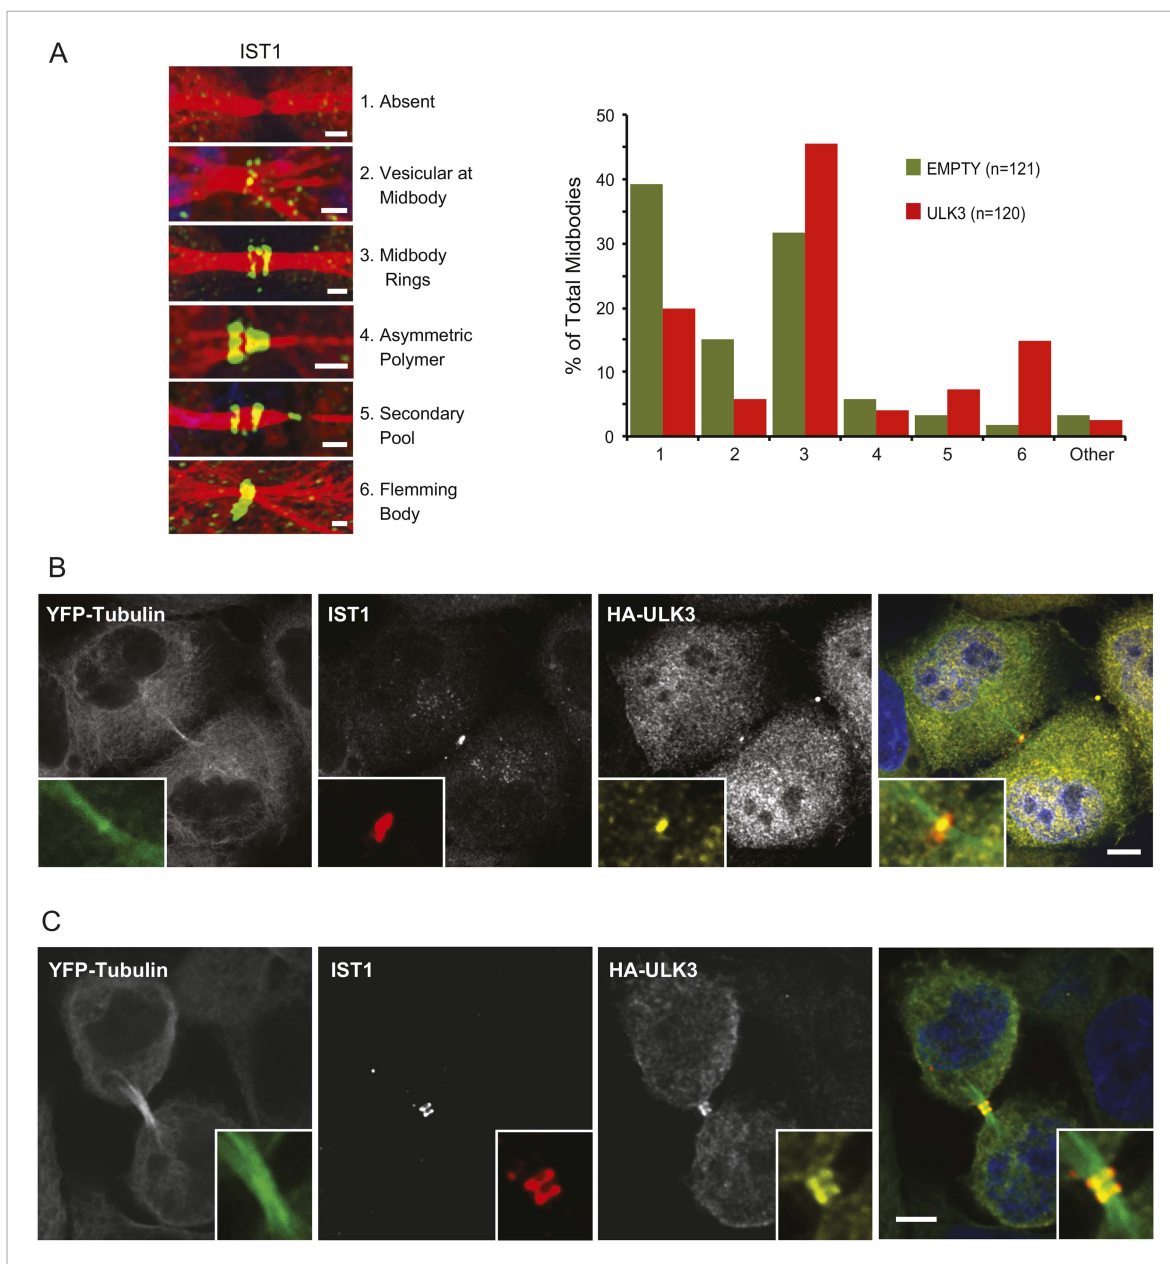 A
IST1
1. Absent
2. Vesicular at
Midbody
3. Midbody
Rings
4. Asymmetric
Polymer
5. Secondary
Pool
6. Flemming
Body
% of Total Midbodies
50
40
30
20
10
0
1 2 3 4 5 6 Other
EMPTY (n=121)
ULK3 (n=120)
B
YFP-Tubulin IST1 HA-ULK3
C
YFP-Tubulin IST1 HA-ULK3